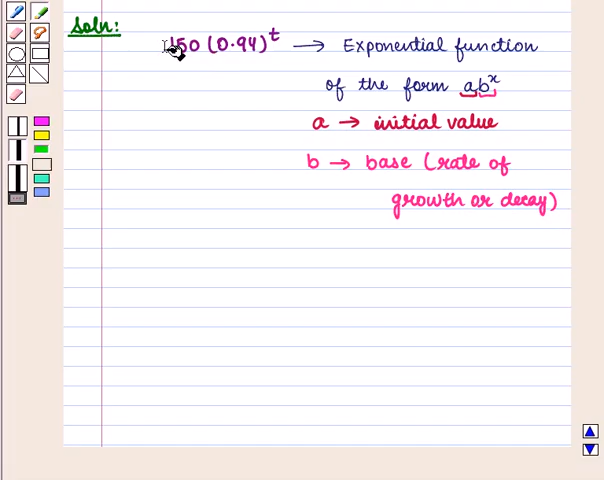 Soln:
150 (0.94)^t → Exponential function
of the form ab^x
a → initial value
b → base (rate of
growth or decay)